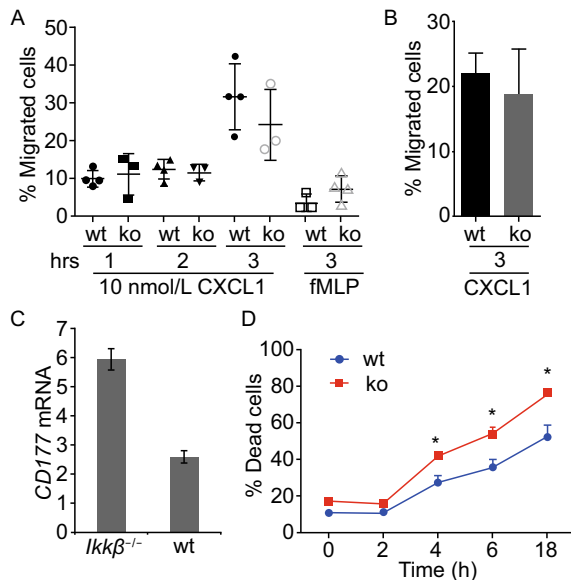 A
% Migrated cells
50
40
30
20
10
0
wt ko wt ko wt ko wt ko
hrs 1 2 3 3
10 nmol/L CXCL1 fMLP
B
% Migrated cells
30
20
10
0
wt ko
3
CXCL1
C
CD177 mRNA
7
6
5
4
3
2
1
0
Ikkβ⁻/⁻ wt
D
wt
ko
% Dead cells
100
80
60
40
20
0
* * *
0 2 4 6 18
Time (h)